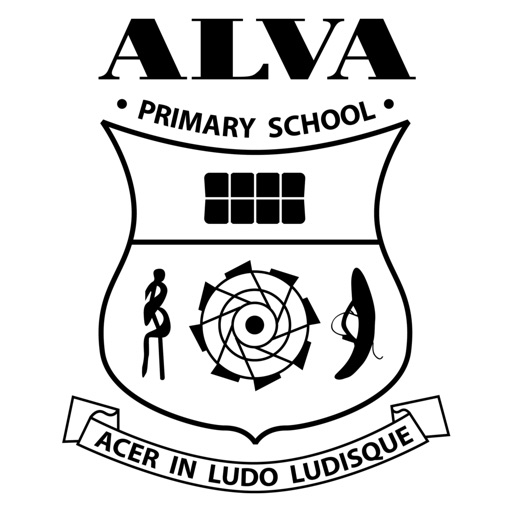 ALVA
• PRIMARY SCHOOL •
ACER IN LUDO LUDISQUE